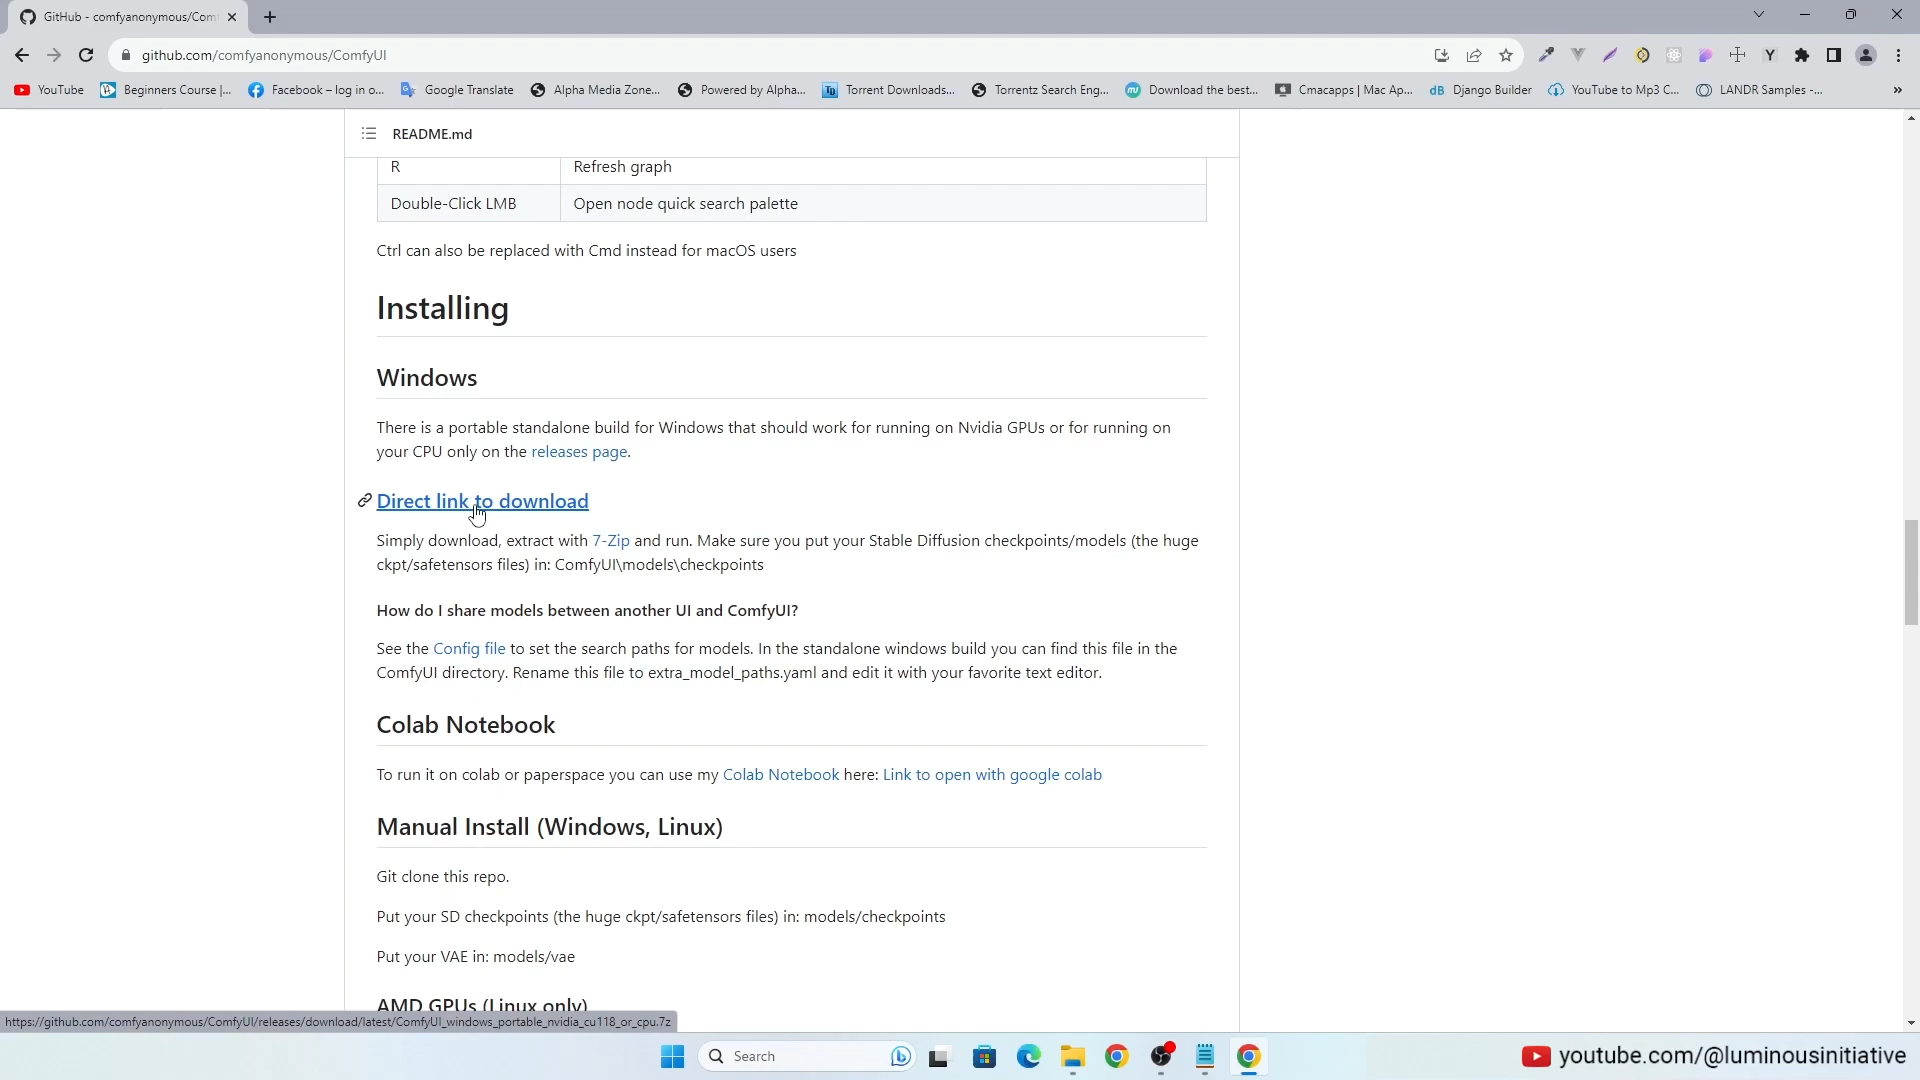 GitHub - comfyanonymous/Com
github.com/comfyanonymous/ComfyUI
YouTube
Beginners Course |...
Facebook – log in o...
Google Translate
Alpha Media Zone...
Powered by Alpha...
Torrent Downloads...
Torrentz Search Eng...
Download the best...
Cmacapps | Mac Ap...
Django Builder
YouTube to Mp3 C...
LANDR Samples -...
README.md
R Refresh graph
Double-Click LMB Open node quick search palette
Ctrl can also be replaced with Cmd instead for macOS users
Installing
Windows
There is a portable standalone build for Windows that should work for running on Nvidia GPUs or for running on
your CPU only on the releases page.
Direct link to download
Simply download, extract with 7-Zip and run. Make sure you put your Stable Diffusion checkpoints/models (the huge
ckpt/safetensors files) in: ComfyUI\models\checkpoints
How do I share models between another UI and ComfyUI?
See the Config file to set the search paths for models. In the standalone windows build you can find this file in the
ComfyUI directory. Rename this file to extra_model_paths.yaml and edit it with your favorite text editor.
Colab Notebook
To run it on colab or paperspace you can use my Colab Notebook here: Link to open with google colab
Manual Install (Windows, Linux)
Git clone this repo.
Put your SD checkpoints (the huge ckpt/safetensors files) in: models/checkpoints
Put your VAE in: models/vae
AMD GPUs (Linux only)
https://github.com/comfyanonymous/ComfyUI/releases/download/latest/ComfyUI_windows_portable_nvidia_cu118_or_cpu.7z
Search
youtube.com/@luminousinitiative